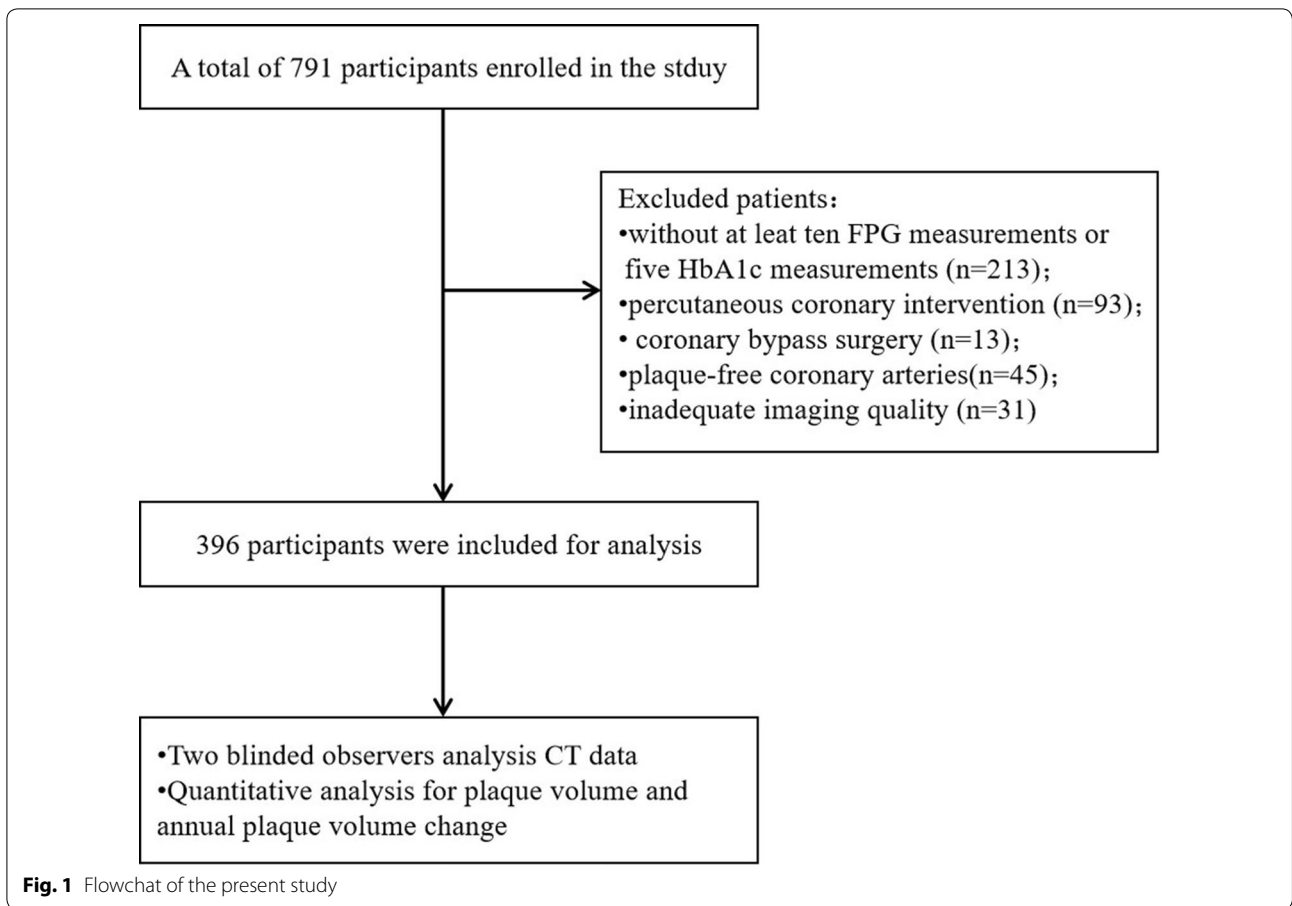 A total of 791 participants enrolled in the stduy
Excluded patients：
•without at leat ten FPG measurements or
five HbA1c measurements (n=213)；
•percutaneous coronary intervention (n=93)；
• coronary bypass surgery (n=13)；
•plaque-free coronary arteries(n=45)；
•inadequate imaging quality (n=31)
396 participants were included for analysis
•Two blinded observers analysis CT data
•Quantitative analysis for plaque volume and
annual plaque volume change
Fig. 1 Flowchat of the present study